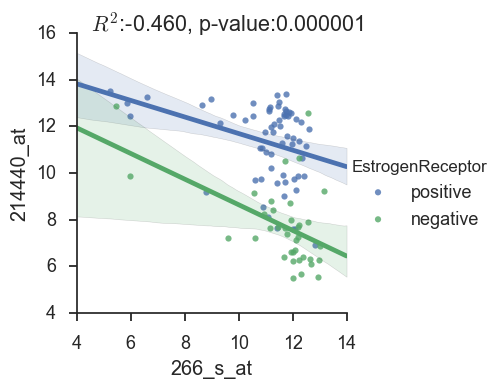 R²:-0.460, p-value:0.000001
16
14
12
10
8
6
4
214440_at
4
6
8
10
12
14
266_s_at
EstrogenReceptor
positive
negative